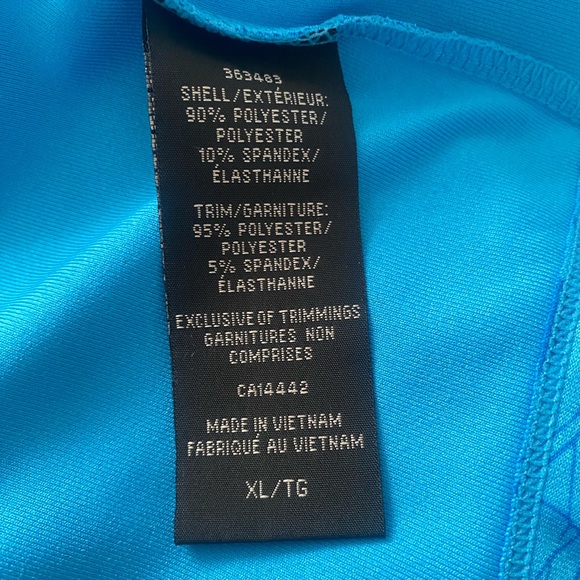 363483
SHELL/EXTÉRIEUR:
90% POLYESTER/
POLYESTER
10% SPANDEX/
ÉLASTHANNE
TRIM/GARNITURE:
95% POLYESTER/
POLYESTER
5% SPANDEX/
ÉLASTHANNE
EXCLUSIVE OF TRIMMINGS
GARNITURES NON
COMPRISES
CA14442
MADE IN VIETNAM
FABRIQUÉ AU VIETNAM
XL/TG